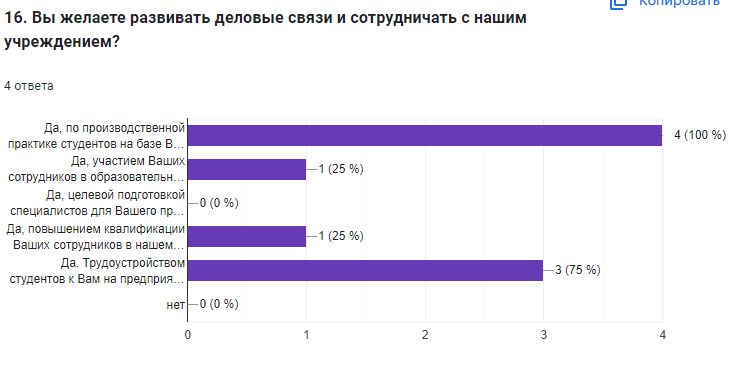 Копировать
16. Вы желаете развивать деловые связи и сотрудничать с нашим
учреждением?
4 ответа
Да, по производственной
практике студентов на базе В…
4 (100 %)
Да, участием Ваших
сотрудников в образовательн…
1 (25 %)
Да, целевой подготовкой
специалистов для Вашего пр…
0 (0 %)
Да, повышением квалификации
Ваших сотрудников в нашем…
1 (25 %)
Да. Трудоустройством
студентов к Вам на предприя…
3 (75 %)
нет
0 (0 %)
0 1 2 3 4